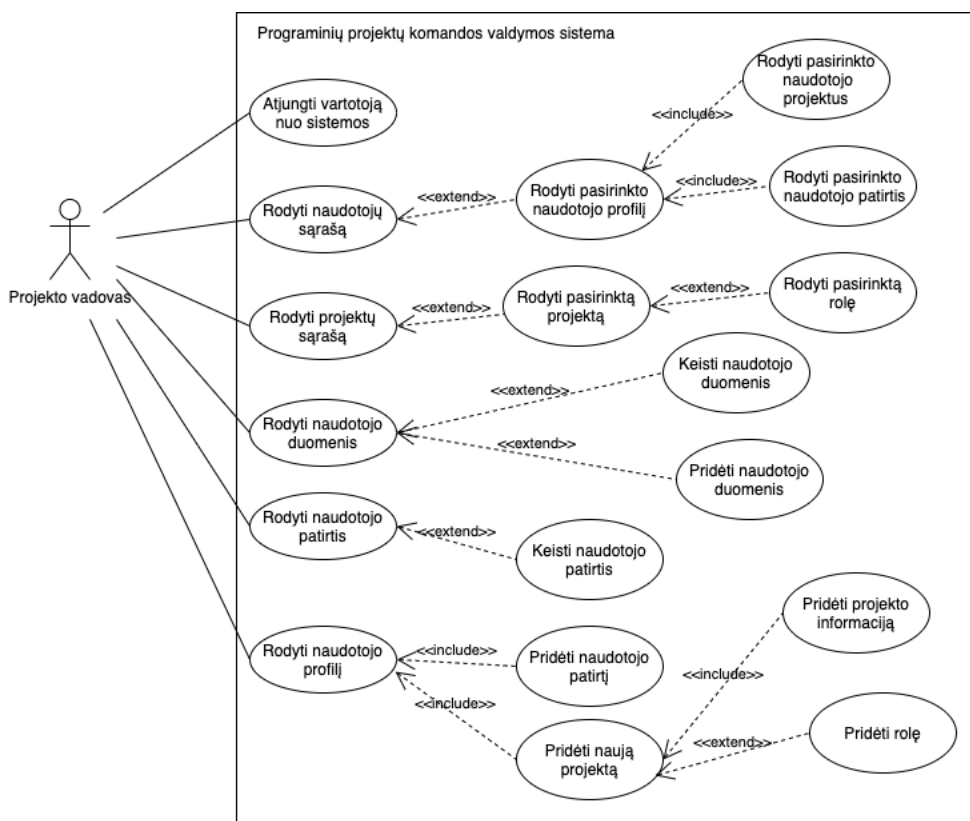 Programinių projektų komandos valdymos sistema
Atjungti vartotoją
nuo sistemos
Rodyti pasirinkto
naudotojo
projektus
<<include>>
Rodyti naudotojų
sąrašą
<<extend>>
Rodyti pasirinkto
naudotojo profilį
<<include>>
Rodyti pasirinkto
naudotojo patirtis
Projekto vadovas
Rodyti projektų
sąrašą
<<extend>>
Rodyti pasirinktą
projektą
<<extend>>
Rodyti pasirinktą
rolę
Rodyti naudotojo
duomenis
<<extend>>
Keisti naudotojo
duomenis
<<extend>>
Pridėti naudotojo
duomenis
Rodyti naudotojo
patirtis
<<extend>>
Keisti naudotojo
patirtis
Rodyti naudotojo
profilį
<<include>>
Pridėti naudotojo
patirtį
<<include>>
Pridėti naują
projektą
<<include>>
Pridėti projekto
informaciją
<<extend>>
Pridėti rolę